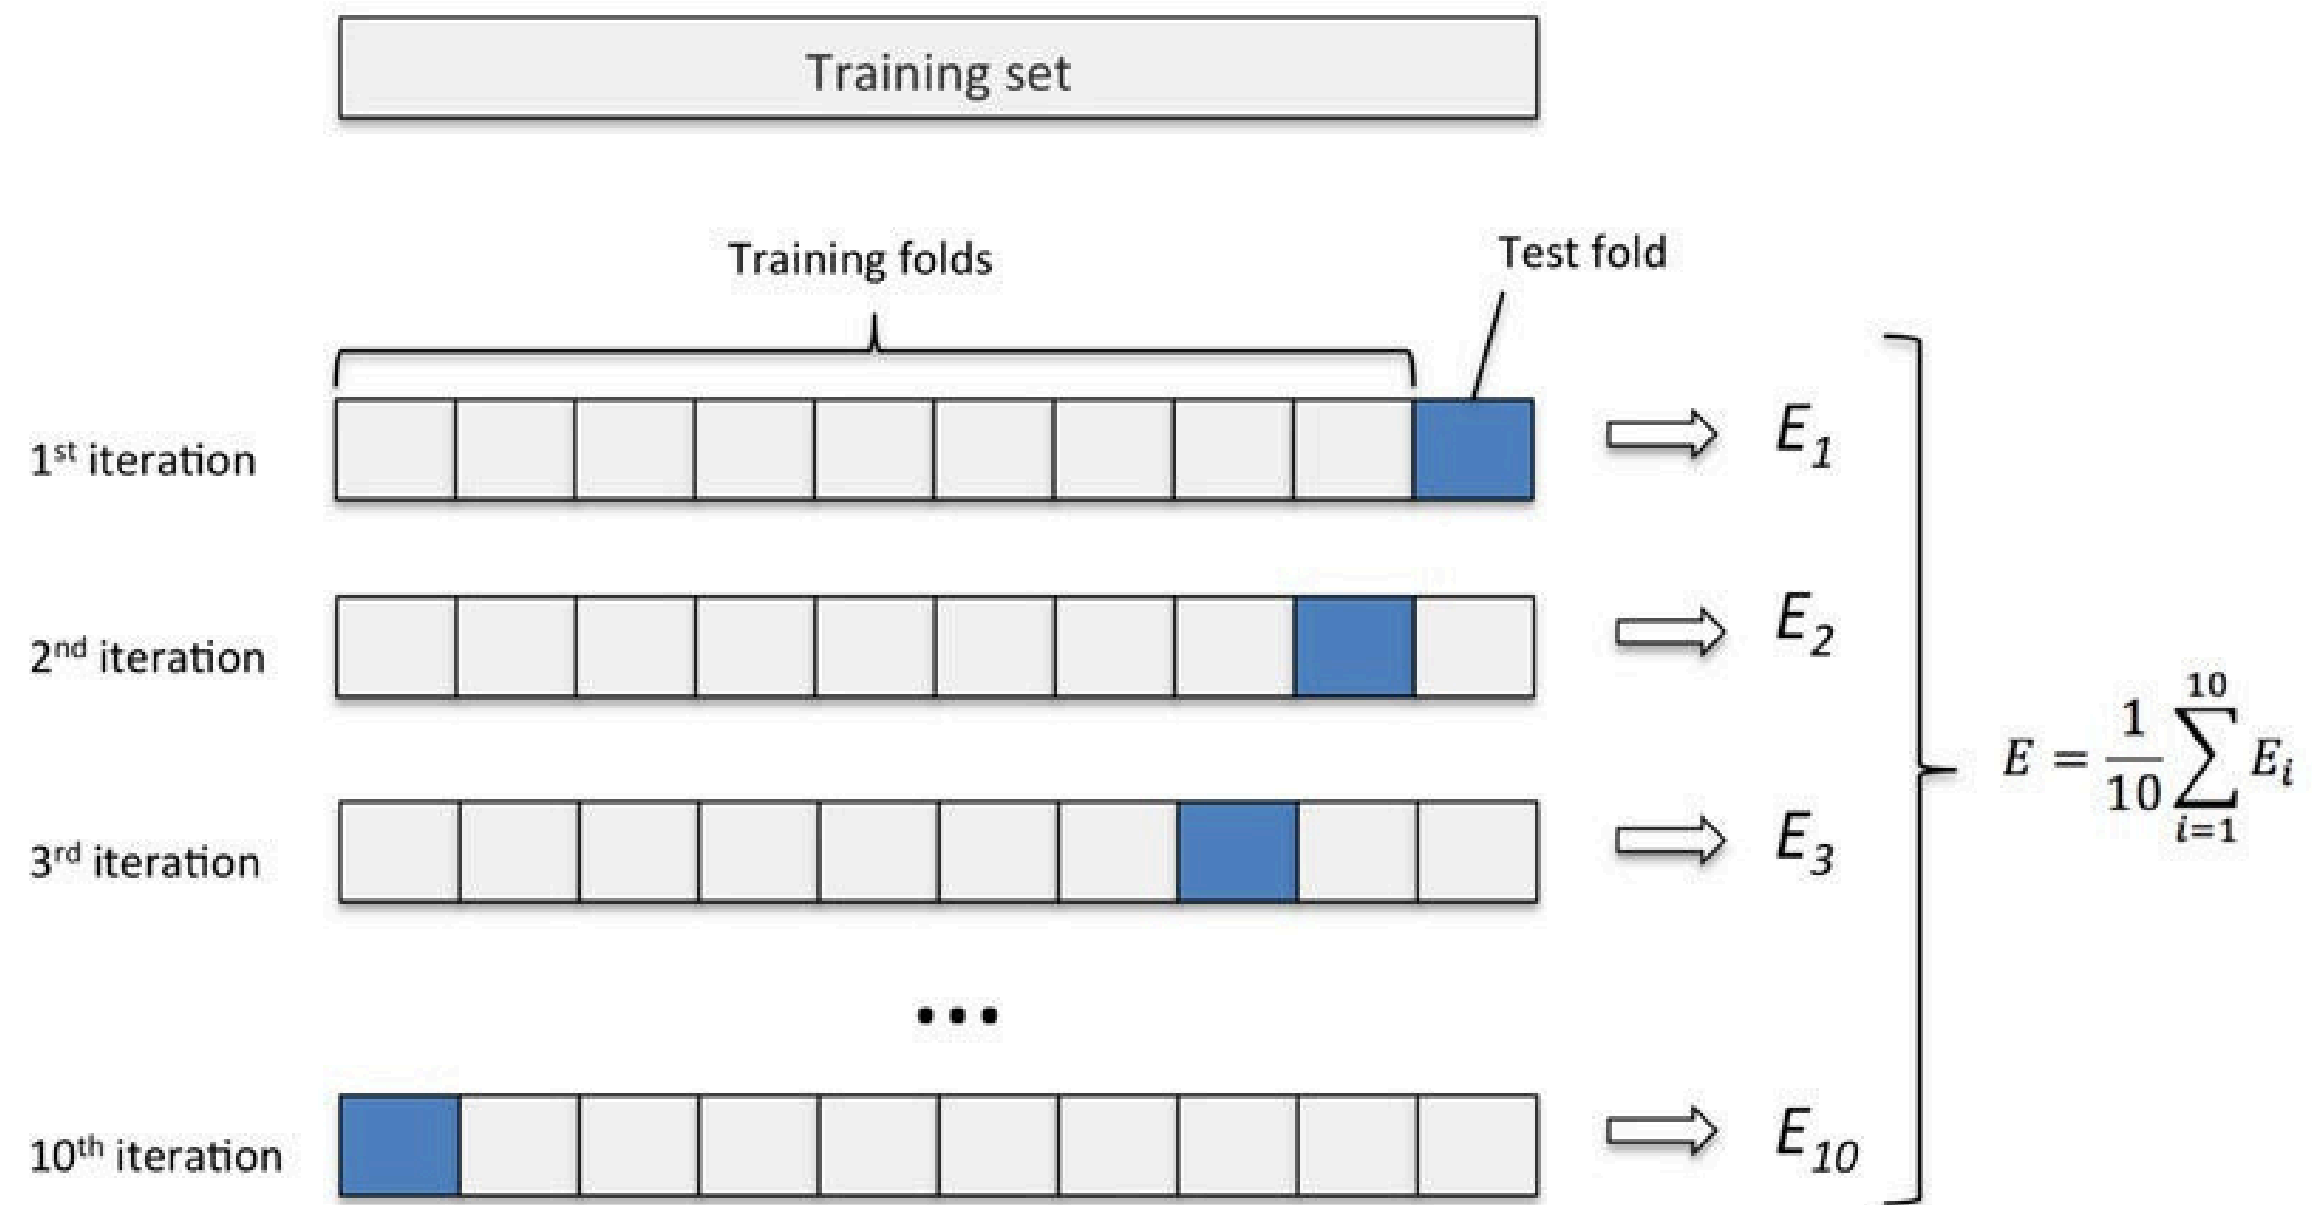 Training set
Training folds
Test fold
1st iteration
E1
2nd iteration
E2
3rd iteration
E3
...
10th iteration
E10
E = 1/10 ∑ i=1 10 Ei